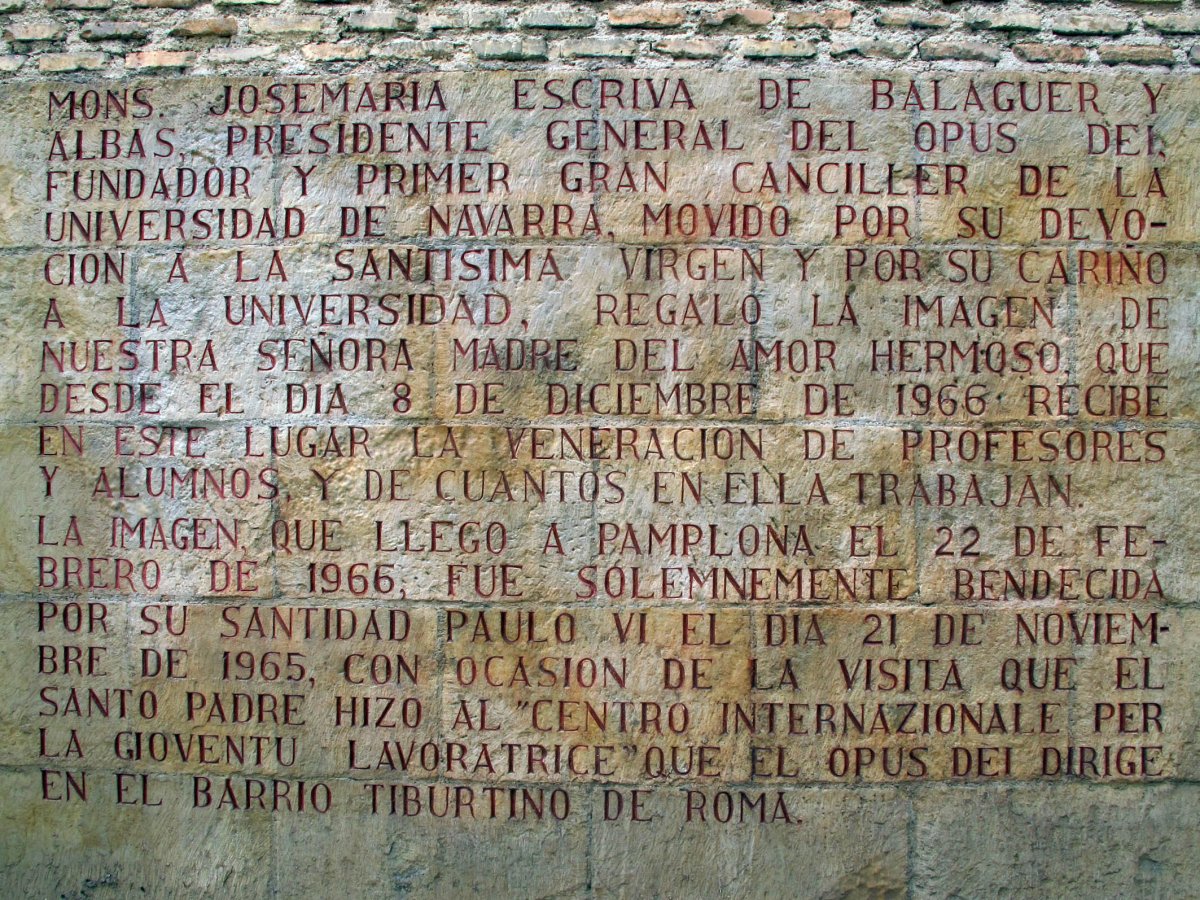 MONS. JOSEMARIA ESCRIVA DE BALAGUER Y
ALBAS, PRESIDENTE GENERAL DEL OPUS DEI,
FUNDADOR Y PRIMER GRAN CANCILLER DE LA
UNIVERSIDAD DE NAVARRA, MOVIDO POR SU DEVO-
CION A LA SANTISIMA VIRGEN Y POR SU CARIÑO
A LA UNIVERSIDAD, REGALO LA IMAGEN DE
NUESTRA SEÑORA MADRE DEL AMOR HERMOSO QUE
DESDE EL DIA 8 DE DICIEMBRE DE 1966 RECIBE
EN ESTE LUGAR LA VENERACION DE PROFESORES
Y ALUMNOS, Y DE CUANTOS EN ELLA TRABAJAN.
LA IMAGEN, QUE LLEGO A PAMPLONA EL 22 DE FE-
BRERO DE 1966, FUE SOLEMNEMENTE BENDECIDA
POR SU SANTIDAD PAULO VI EL DIA 21 DE NOVIEM-
BRE DE 1965, CON OCASION DE LA VISITA QUE EL
SANTO PADRE HIZO AL "CENTRO INTERNAZIONALE PER
LA GIOVENTU LAVORATRICE" QUE EL OPUS DEI DIRIGE
EN EL BARRIO TIBURTINO DE ROMA.